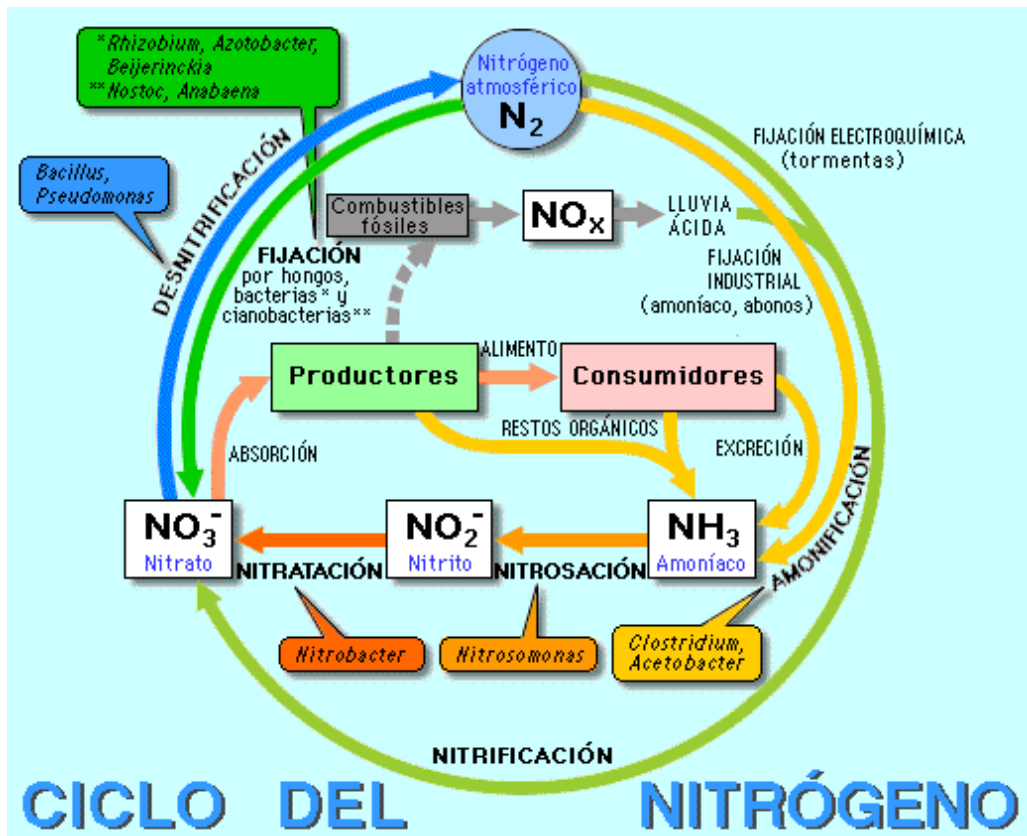 * Rhizobium, Azotobacter,
Beijerinckia
** Nostoc, Anabaena
Nitrógeno
atmosférico
N₂
Bacillus,
Pseudomonas
DESNITRIFICACIÓN
FIJACIÓN ELECTROQUÍMICA
(tormentas)
Combustibles
fósiles
NOₓ
LLUVIA
ÁCIDA
FIJACIÓN
por hongos,
bacterias* y
cianobacterias**
FIJACIÓN
INDUSTRIAL
(amoníaco, abonos)
Productores
ALIMENTO
Consumidores
RESTOS ORGÁNICOS
EXCRECIÓN
ABSORCIÓN
AMONIFICACIÓN
NO₃⁻
Nitrato
NITRATACIÓN
NO₂⁻
Nitrito
NITROSACIÓN
NH₃
Amoníaco
Nitrobacter
Nitrosomonas
Clostridium,
Acetobacter
NITRIFICACIÓN
CICLO DEL NITRÓGENO